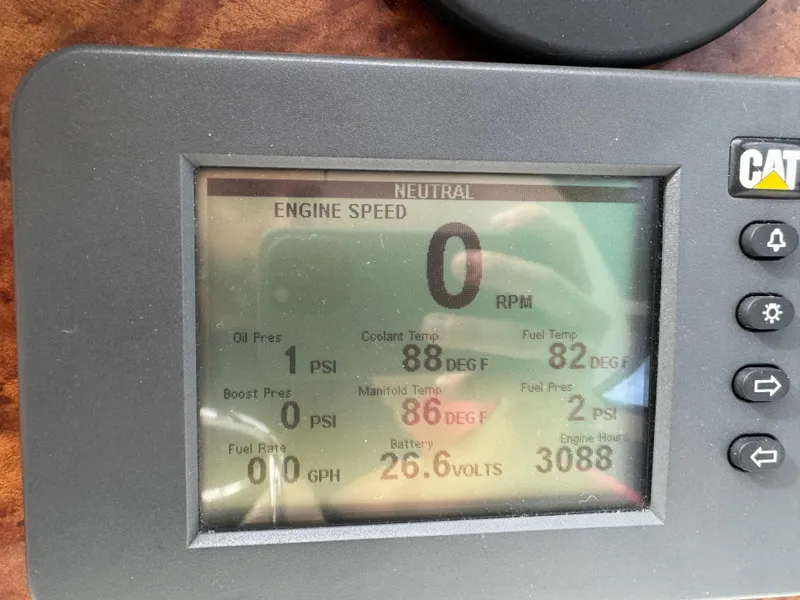 NEUTRAL
ENGINE SPEED
0 RPM
Oil Pres Coolant Temp Fuel Temp
1 PSI 88 DEG F 82 DEG F
Boost Pres Manifold Temp Fuel Pres
0 PSI 86 DEG F 2 PSI
Fuel Rate Battery Engine Hours
0.0 GPH 26.6 VOLTS 3088
CAT